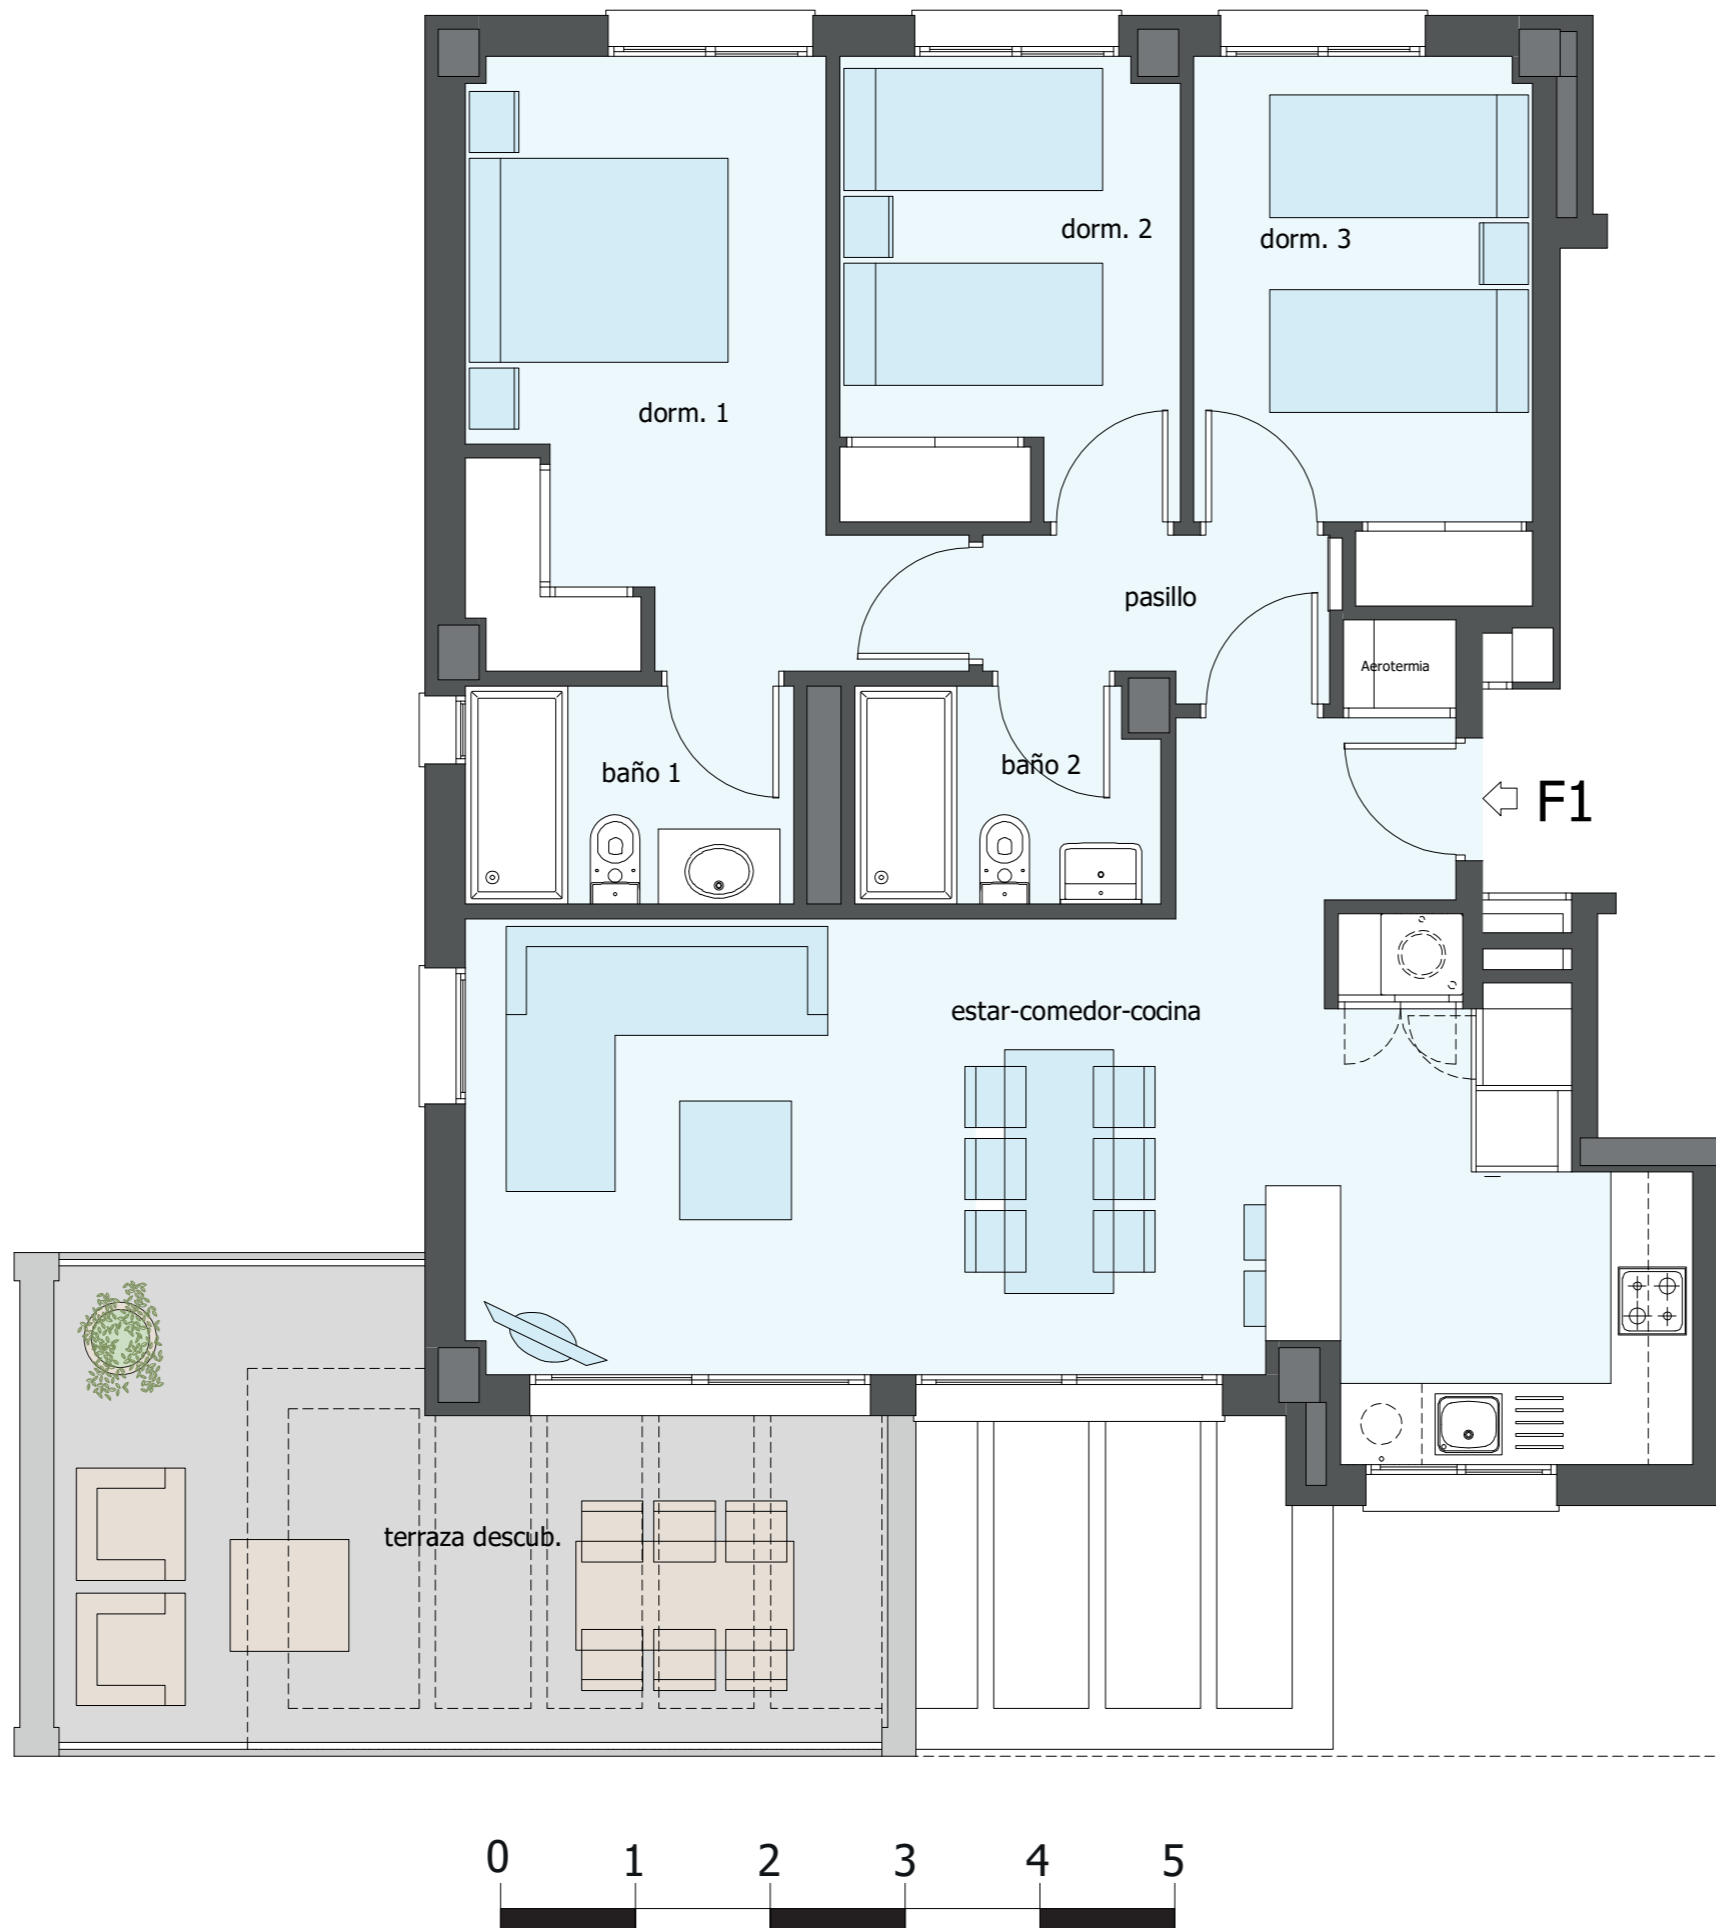 dorm. 2
dorm. 3
dorm. 1
pasillo
Aerotermia
baño 1
baño 2
F1
estar-comedor-cocina
terraza descub.
0 1 2 3 4 5